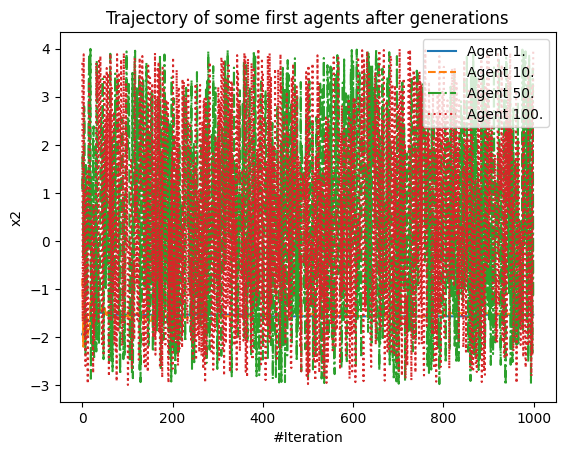 Trajectory of some first agents after generations
Agent 1.
Agent 10.
Agent 50.
Agent 100.
4
3
2
1
0
−1
−2
−3
x2
0 200 400 600 800 1000
#Iteration